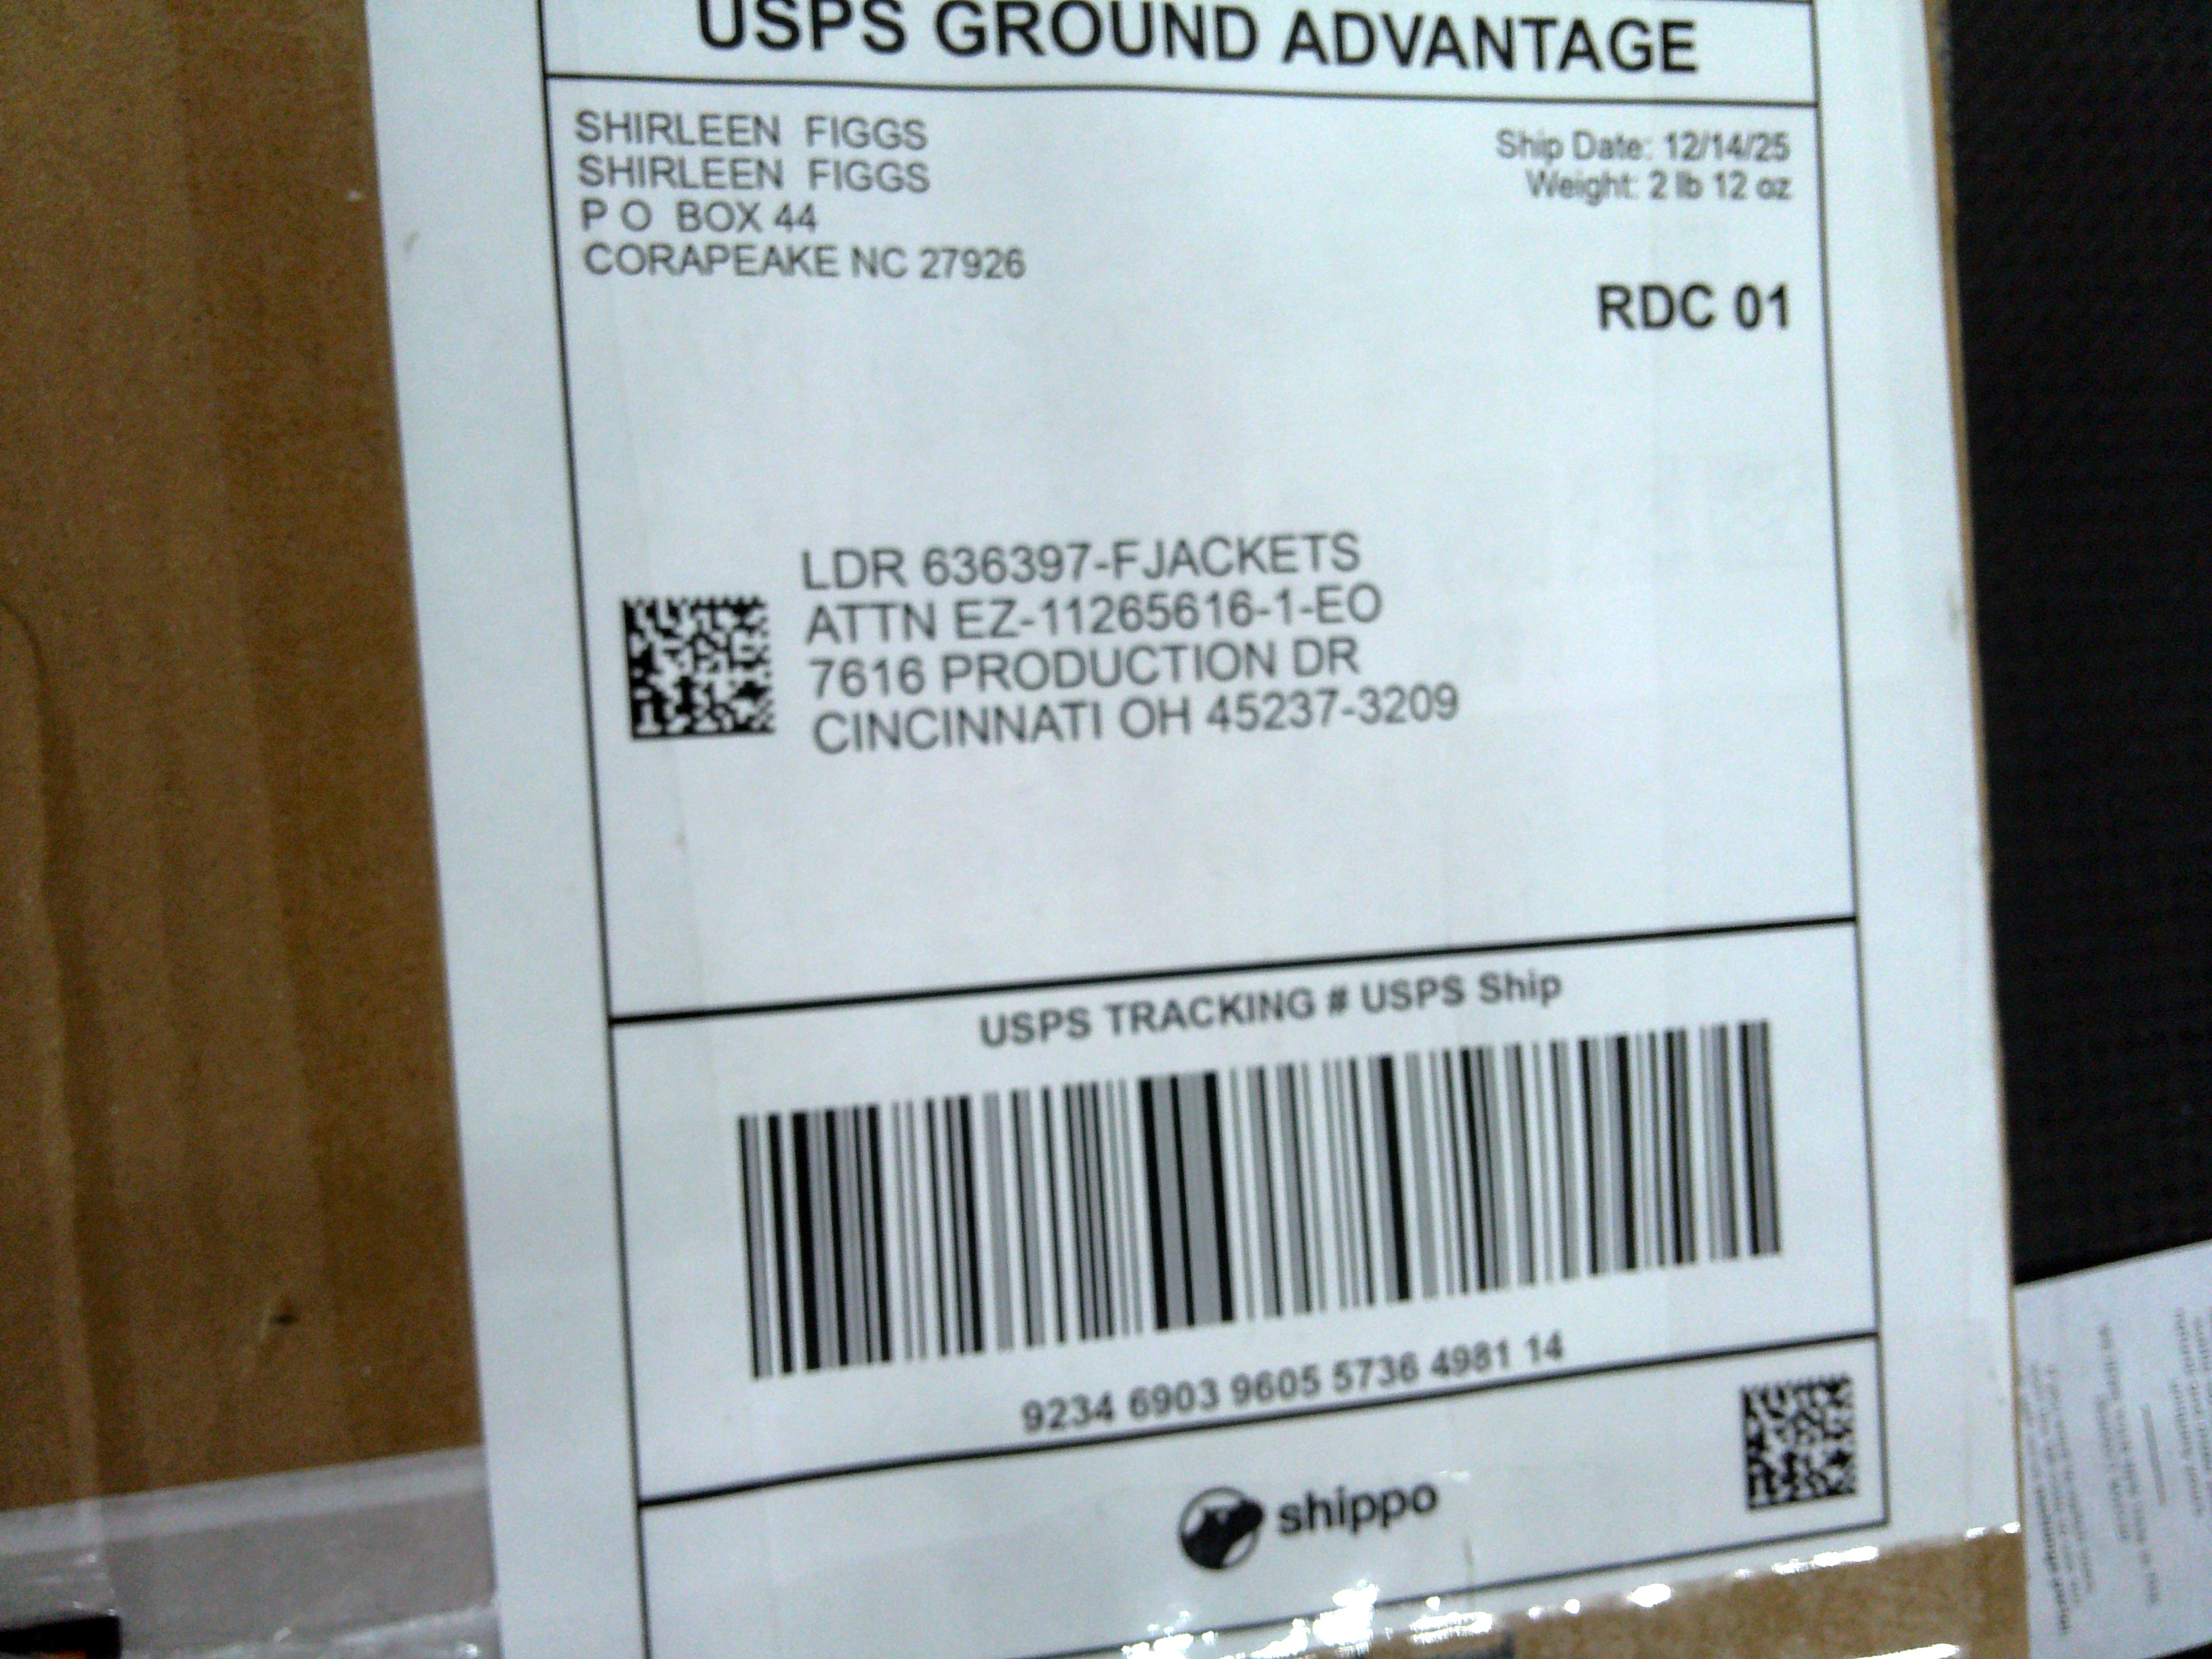 USPS GROUND ADVANTAGE
SHIRLEEN FIGGS
SHIRLEEN FIGGS
P O BOX 44
CORAPEAKE NC 27926
Ship Date: 12/14/25
Weight: 2 lb 12 oz
RDC 01
LDR 636397-FJACKETS
ATTN EZ-11265616-1-EO
7616 PRODUCTION DR
CINCINNATI OH 45237-3209
USPS TRACKING # USPS Ship
9234 6903 9605 5736 4981 14
shippo